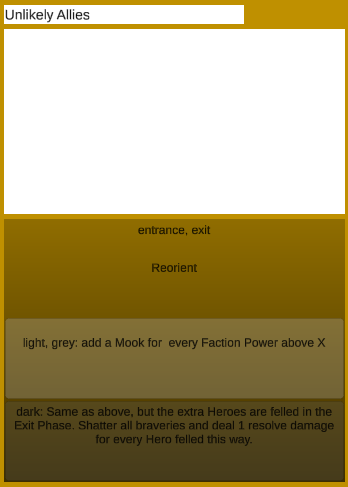 Unlikely Allies
entrance, exit
Reorient
light, grey: add a Mook for  every Faction Power above X
dark: Same as above, but the extra Heroes are felled in the
Exit Phase. Shatter all braveries and deal 1 resolve damage
for every Hero felled this way.